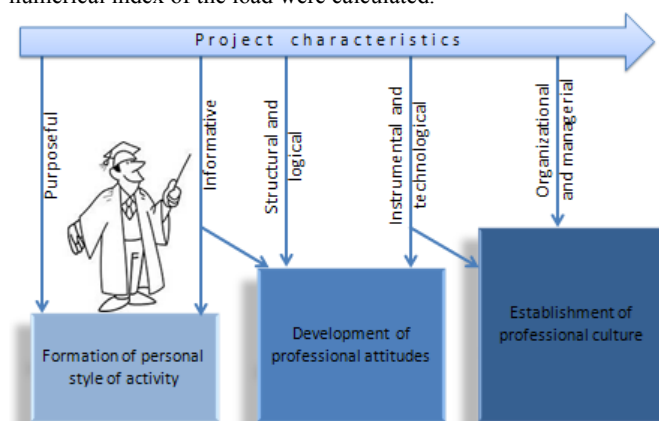 numerical index of the load were calculated.
Project characteristics
Purposeful
Informative
Structural and
logical
Instrumental and
technological
Organizational
and managerial
Formation of personal
style of activity
Development of
professional attitudes
Establishment of
professional culture